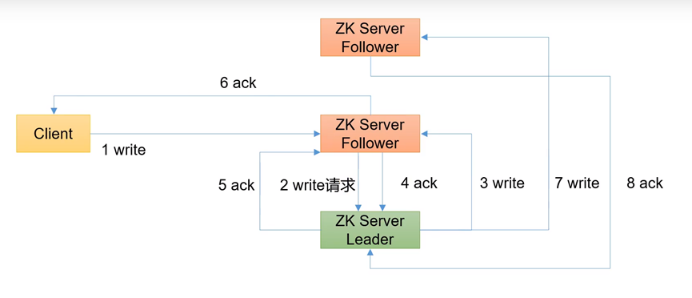 ZK Server
Follower
6 ack
Client
1 write
ZK Server
Follower
5 ack
2 write请求
4 ack
3 write
7 write
8 ack
ZK Server
Leader